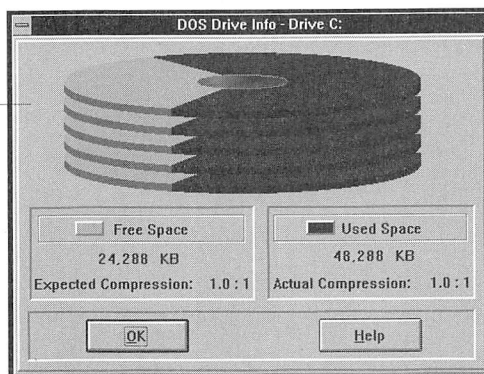 DOS Drive Info - Drive C:
Free Space
24,288 KB
Expected Compression: 1.0 : 1
Used Space
48,288 KB
Actual Compression: 1.0 : 1
OK
Help